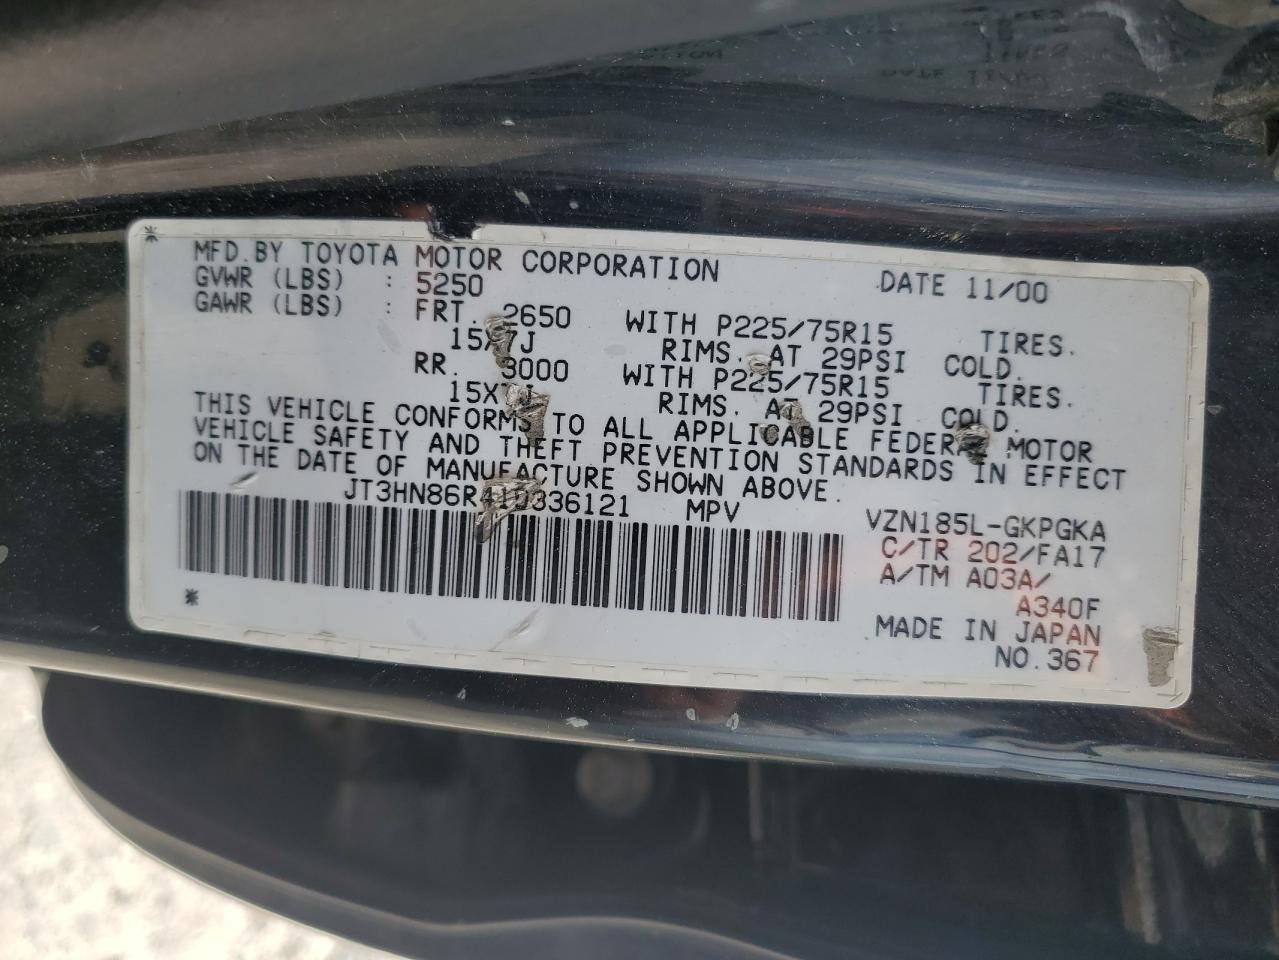 MFD. BY TOYOTA MOTOR CORPORATION DATE 11/00
GVWR (LBS) : 5250
GAWR (LBS) : FRT. 2650 WITH P225/75R15 TIRES.
15X7J RIMS. AT 29PSI COLD.
RR. 3000 WITH P225/75R15 TIRES.
15X7J RIMS. AT 29PSI COLD.
THIS VEHICLE CONFORMS TO ALL APPLICABLE FEDERAL MOTOR
VEHICLE SAFETY AND THEFT PREVENTION STANDARDS IN EFFECT
ON THE DATE OF MANUFACTURE SHOWN ABOVE.
JT3HN86R410336121 MPV
VZN185L-GKPGKA
C/TR 202/FA17
A/TM A03A/
A340F
MADE IN JAPAN
NO.367